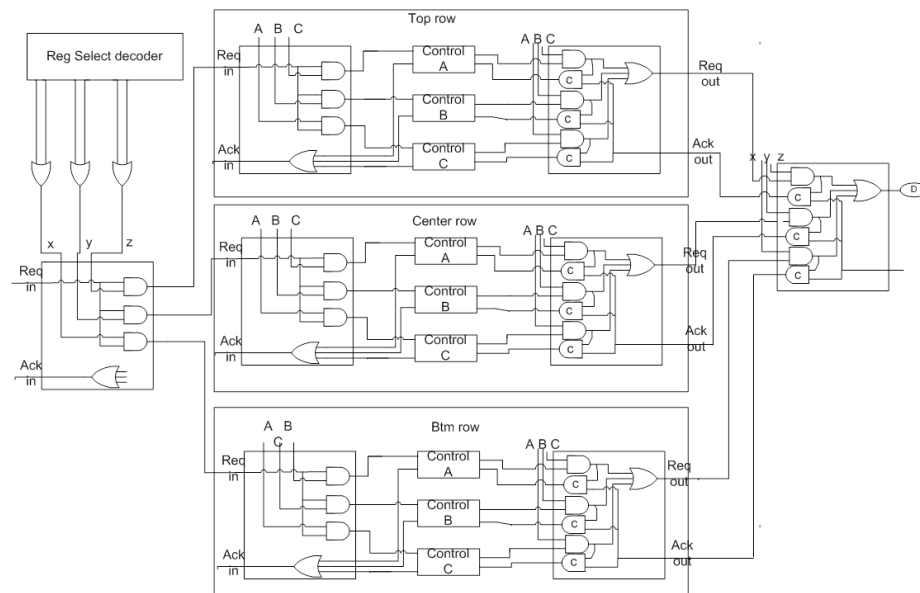 Top row
A B C
A B C
Reg Select decoder
Req in
Control A
Req out
C
Control B
C
Ack in
Control C
C
Ack out
x y z
C
D
C
C
x y z
Center row
A B C
A B C
Req in
Control A
Req out
C
Control B
C
Ack in
Control C
C
Ack out
Req in
Ack in
Btm row
A B
C
A B C
Req in
Control A
Req out
C
Control B
C
Ack in
Control C
C
Ack out